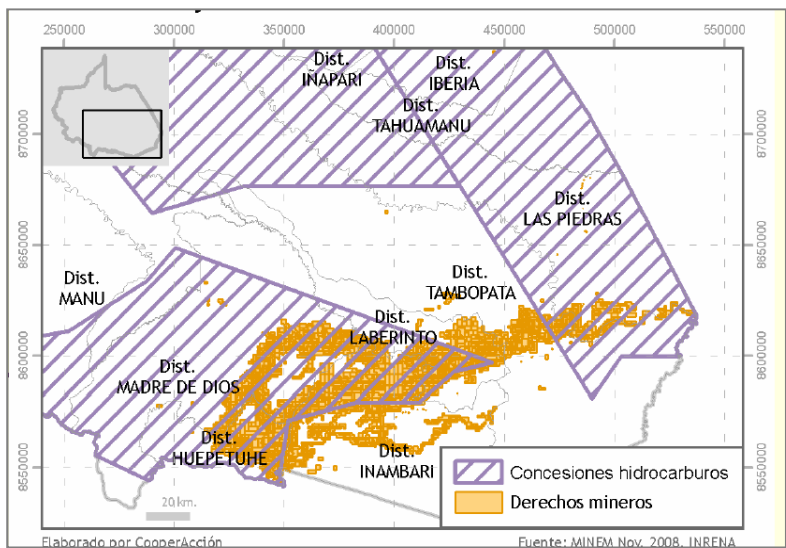 250000 300000 350000 400000 450000 500000 550000
Dist.
IÑAPARI
Dist.
IBERIA
Dist.
TAHUAMANU
8700000 8700000
Dist.
LAS PIEDRAS
8650000 8650000
Dist.
MANU
Dist.
TAMBOPATA
Dist.
LABERINTO
8600000 8600000
Dist.
MADRE DE DIOS
Dist.
HUEPETUHE
Dist.
INAMBARI
8550000 8550000
Concesiones hidrocarburos
Derechos mineros
20 km.
Elaborado por CooperAcción
Fuente: MINEM Nov. 2008, INRENA